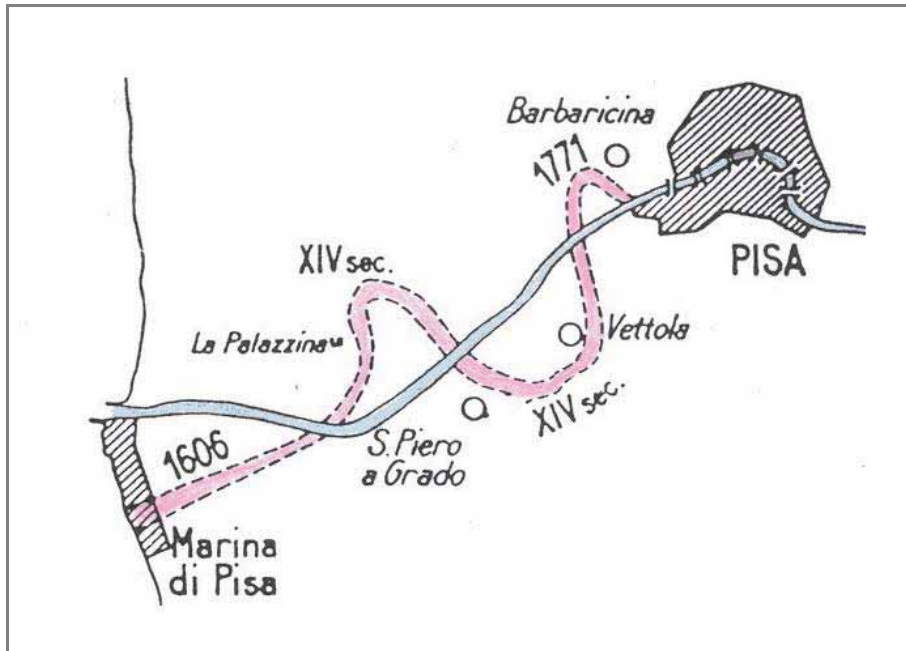 Barbaricina
1771
PISA
XIV sec.
La Palazzina
Vettola
XIV sec.
S. Piero
a Grado
1606
Marina
di Pisa